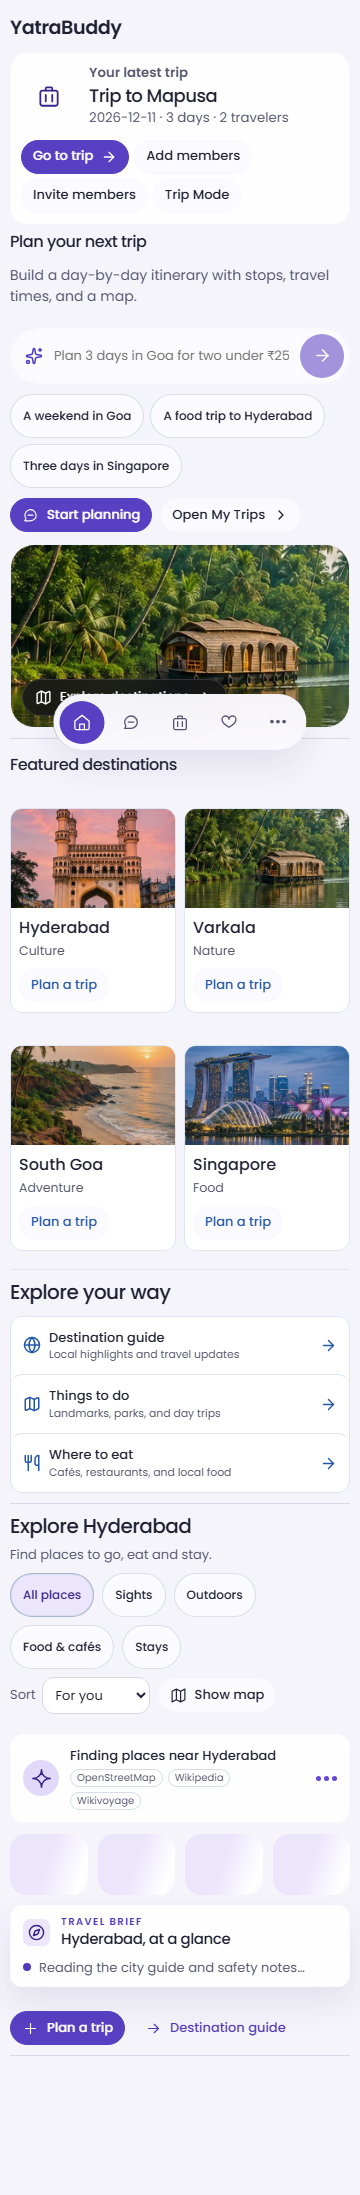 YatraBuddy
Your latest trip
Trip to Mapusa
2026-12-11 · 3 days · 2 travelers
Go to trip
Add members
Invite members
Trip Mode
Plan your next trip
Build a day-by-day itinerary with stops, travel
times, and a map.
Plan 3 days in Goa for two under ₹25
A weekend in Goa
A food trip to Hyderabad
Three days in Singapore
Start planning
Open My Trips
Explore destinations
Featured destinations
Hyderabad
Culture
Plan a trip
Varkala
Nature
Plan a trip
South Goa
Adventure
Plan a trip
Singapore
Food
Plan a trip
Explore your way
Destination guide
Local highlights and travel updates
Things to do
Landmarks, parks, and day trips
Where to eat
Cafés, restaurants, and local food
Explore Hyderabad
Find places to go, eat and stay.
All places
Sights
Outdoors
Food & cafés
Stays
Sort
For you
Show map
Finding places near Hyderabad
OpenStreetMap
Wikipedia
Wikivoyage
TRAVEL BRIEF
Hyderabad, at a glance
Reading the city guide and safety notes…
Plan a trip
Destination guide